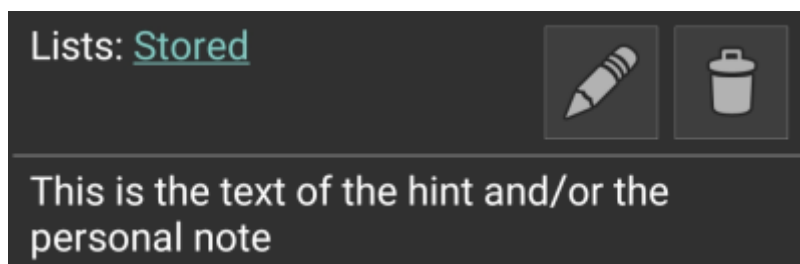 Lists: Stored
This is the text of the hint and/or the
personal note